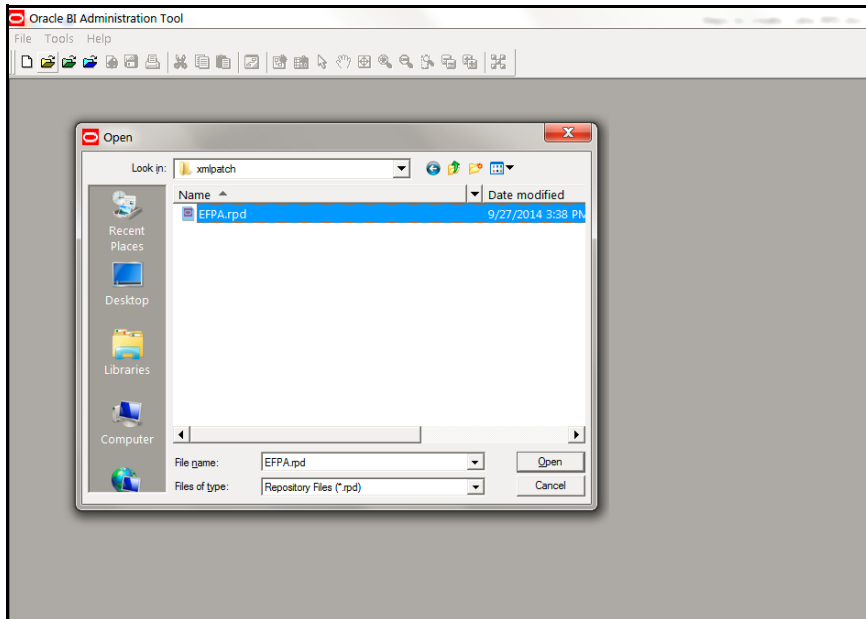 Oracle BI Administration Tool
File Tools Help
Open
X
Look in: xmlpatch
Name Date modified
EFPA.rpd 9/27/2014 3:38 PM
Recent
Places
Desktop
Libraries
Computer
File name: EFPA.rpd Open
Files of type: Repository Files (*.rpd) Cancel